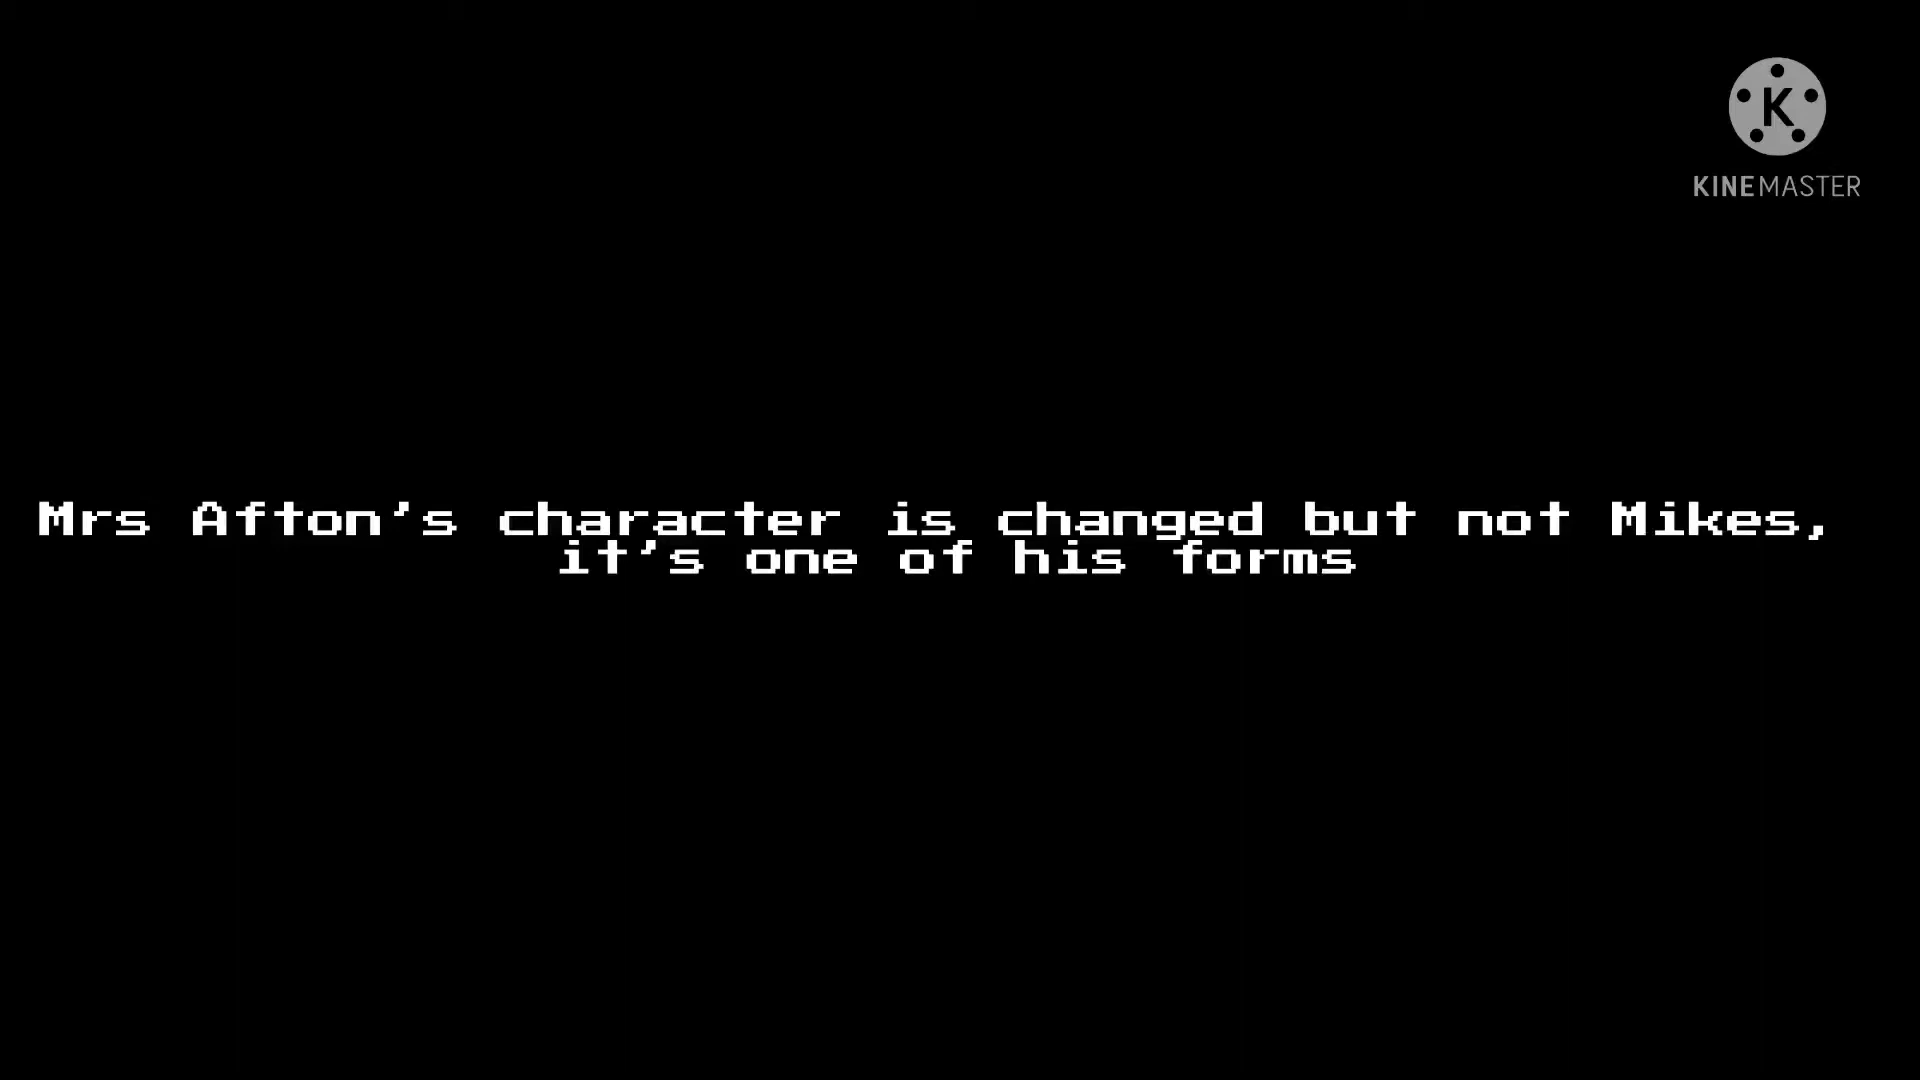 K
KINEMASTER
Mrs Afton's character is changed but not Mikes,
it's one of his forms